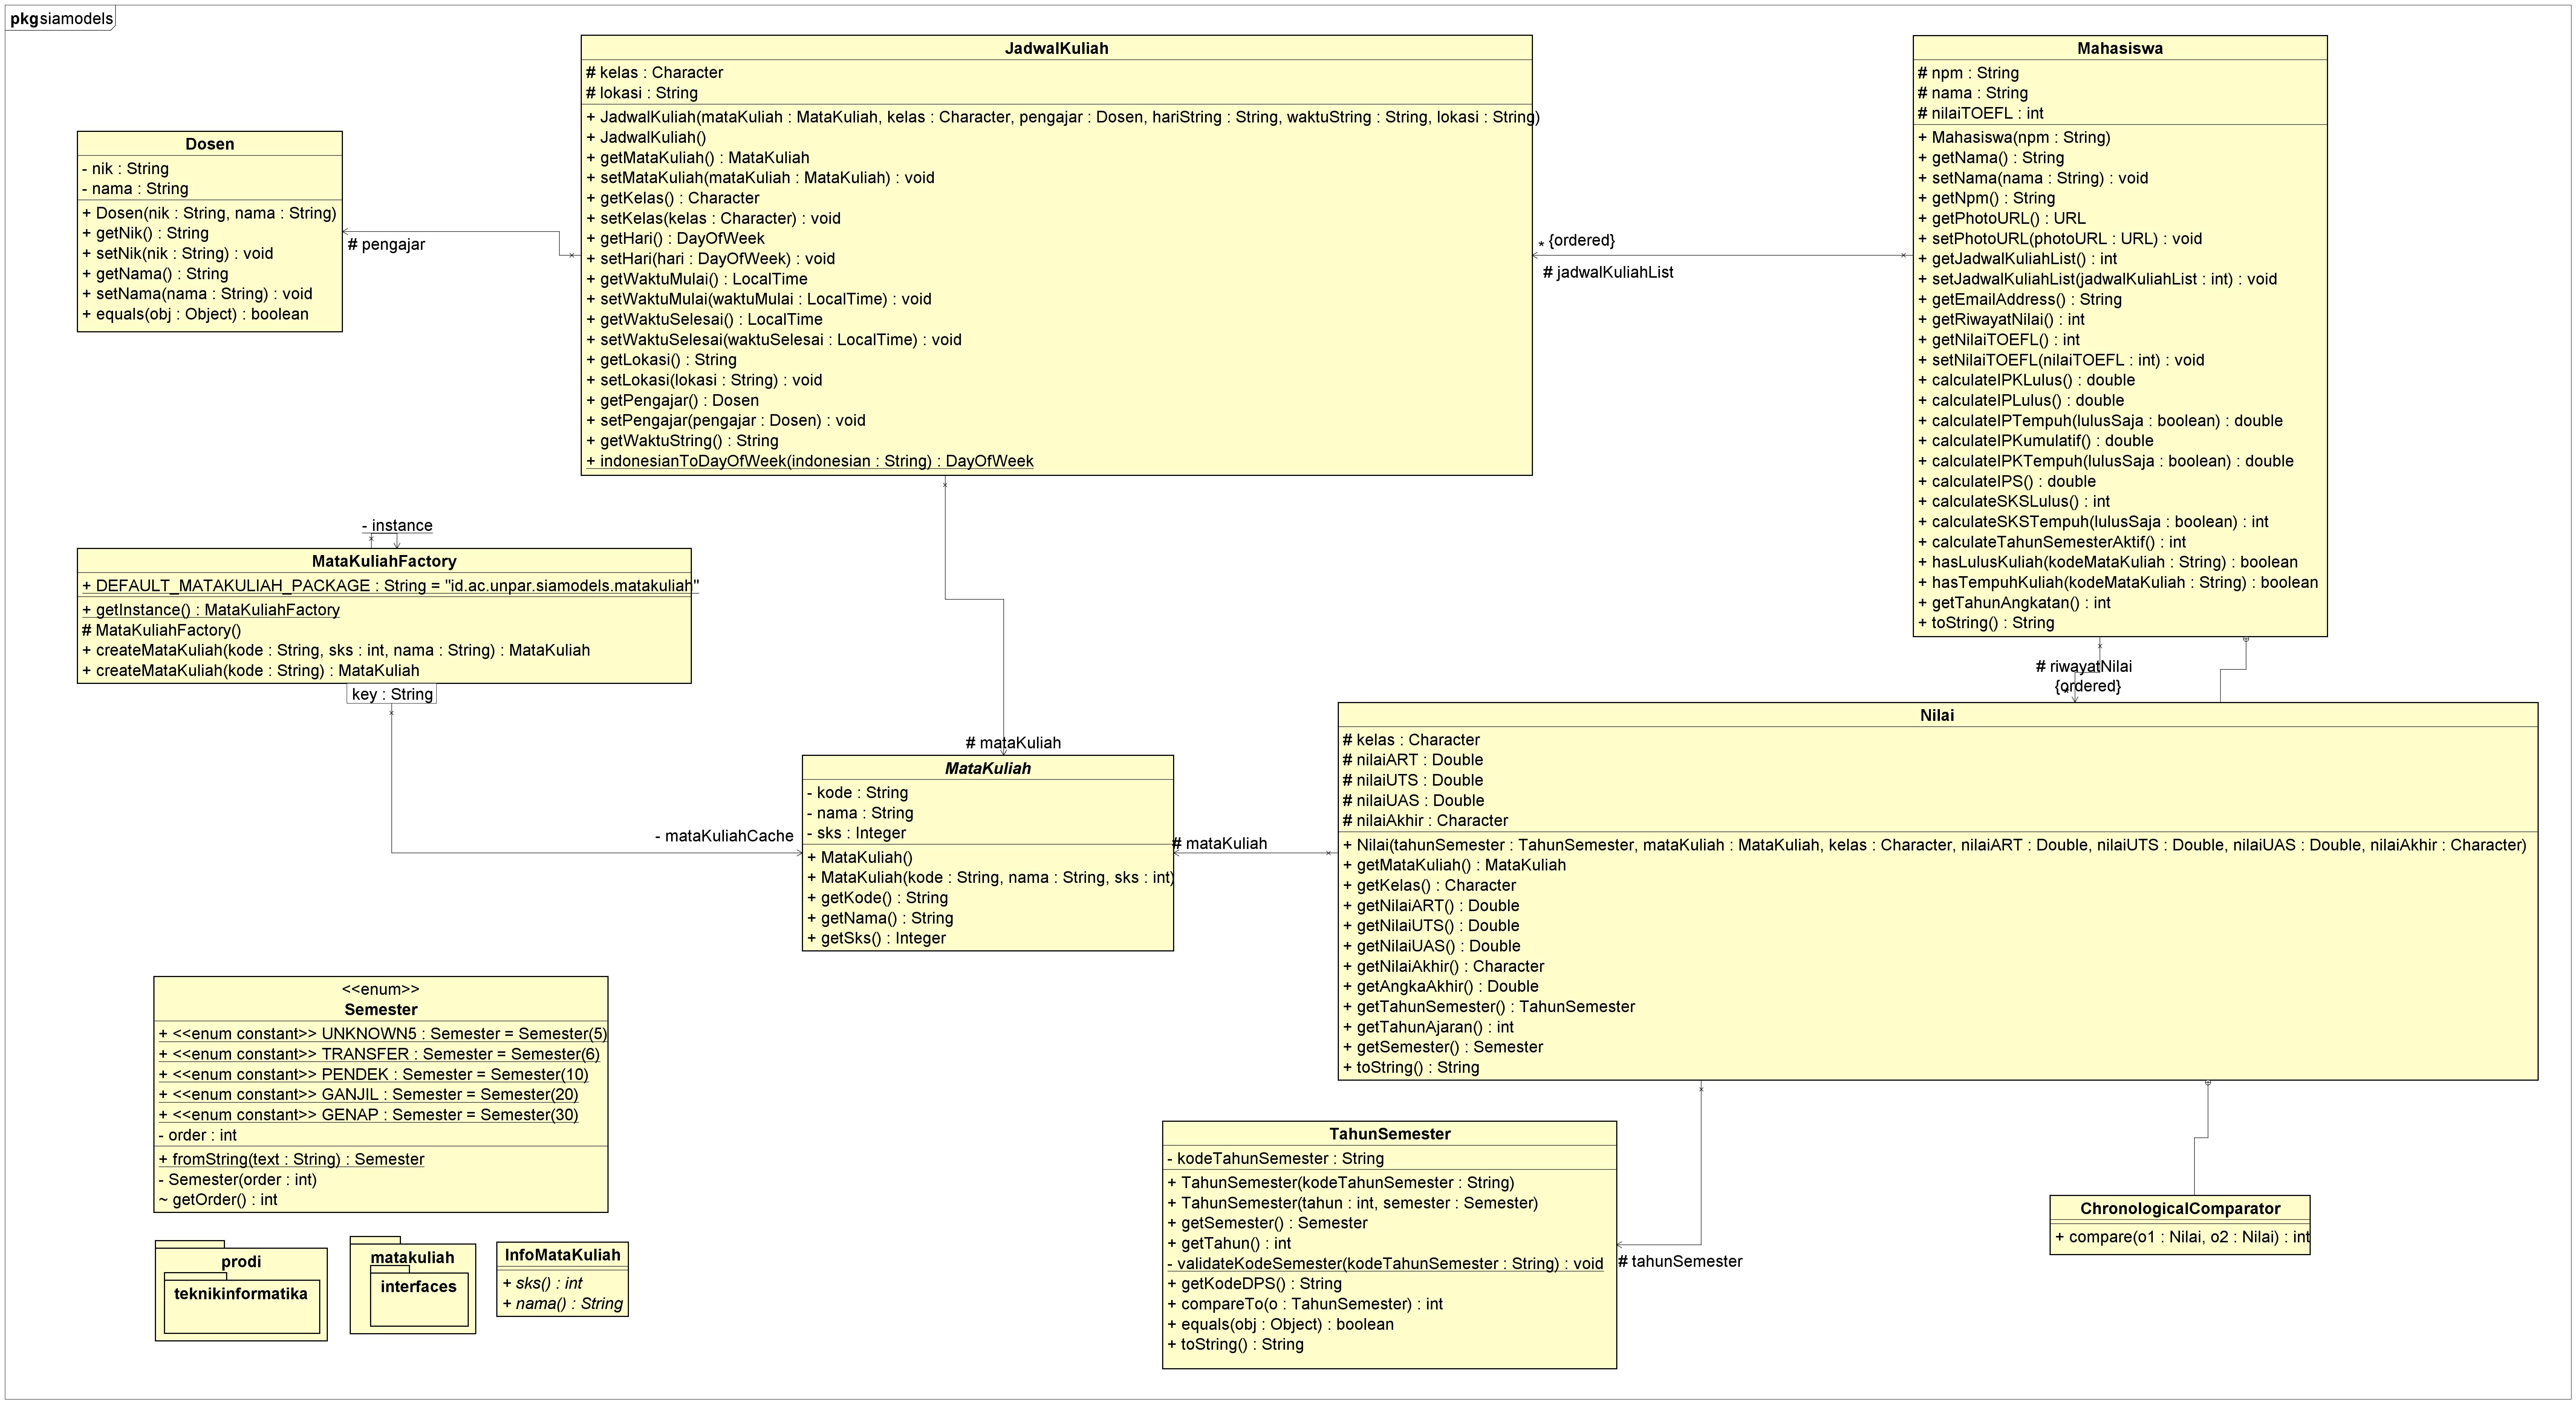 pkg siamodels
JadwalKuliah
# kelas : Character
# lokasi : String
+ JadwalKuliah(mataKuliah : MataKuliah, kelas : Character, pengajar : Dosen, hariString : String, waktuString : String, lokasi : String)
+ JadwalKuliah()
+ getMataKuliah() : MataKuliah
+ setMataKuliah(mataKuliah : MataKuliah) : void
+ getKelas() : Character
+ setKelas(kelas : Character) : void
+ getHari() : DayOfWeek
+ setHari(hari : DayOfWeek) : void
+ getWaktuMulai() : LocalTime
+ setWaktuMulai(waktuMulai : LocalTime) : void
+ getWaktuSelesai() : LocalTime
+ setWaktuSelesai(waktuSelesai : LocalTime) : void
+ getLokasi() : String
+ setLokasi(lokasi : String) : void
+ getPengajar() : Dosen
+ setPengajar(pengajar : Dosen) : void
+ getWaktuString() : String
+ indonesianToDayOfWeek(indonesian : String) : DayOfWeek
Mahasiswa
# npm : String
# nama : String
# nilaiTOEFL : int
+ Mahasiswa(npm : String)
+ getNama() : String
+ setNama(nama : String) : void
+ getNpm() : String
+ getPhotoURL() : URL
+ setPhotoURL(photoURL : URL) : void
+ getJadwalKuliahList() : int
+ setJadwalKuliahList(jadwalKuliahList : int) : void
+ getEmailAddress() : String
+ getRiwayatNilai() : int
+ getNilaiTOEFL() : int
+ setNilaiTOEFL(nilaiTOEFL : int) : void
+ calculateIPKLulus() : double
+ calculateIPLulus() : double
+ calculateIPTempuh(lulusSaja : boolean) : double
+ calculateIPKumulatif() : double
+ calculateIPKTempuh(lulusSaja : boolean) : double
+ calculateIPS() : double
+ calculateSKSLulus() : int
+ calculateSKSTempuh(lulusSaja : boolean) : int
+ calculateTahunSemesterAktif() : int
+ hasLulusKuliah(kodeMataKuliah : String) : boolean
+ hasTempuhKuliah(kodeMataKuliah : String) : boolean
+ getTahunAngkatan() : int
+ toString() : String
Dosen
- nik : String
- nama : String
+ Dosen(nik : String, nama : String)
+ getNik() : String
+ setNik(nik : String) : void
+ getNama() : String
+ setNama(nama : String) : void
+ equals(obj : Object) : boolean
# pengajar
* {ordered}
# jadwalKuliahList
- instance
MataKuliahFactory
+ DEFAULT_MATAKULIAH_PACKAGE : String = "id.ac.unpar.siamodels.matakuliah"
+ getInstance() : MataKuliahFactory
# MataKuliahFactory()
+ createMataKuliah(kode : String, sks : int, nama : String) : MataKuliah
+ createMataKuliah(kode : String) : MataKuliah
key : String
# riwayatNilai
{ordered}
*
- mataKuliahCache
# mataKuliah
MataKuliah
- kode : String
- nama : String
- sks : Integer
+ MataKuliah()
+ MataKuliah(kode : String, nama : String, sks : int)
+ getKode() : String
+ getNama() : String
+ getSks() : Integer
# mataKuliah
Nilai
# kelas : Character
# nilaiART : Double
# nilaiUTS : Double
# nilaiUAS : Double
# nilaiAkhir : Character
+ Nilai(tahunSemester : TahunSemester, mataKuliah : MataKuliah, kelas : Character, nilaiART : Double, nilaiUTS : Double, nilaiUAS : Double, nilaiAkhir : Character)
+ getMataKuliah() : MataKuliah
+ getKelas() : Character
+ getNilaiART() : Double
+ getNilaiUTS() : Double
+ getNilaiUAS() : Double
+ getNilaiAkhir() : Character
+ getAngkaAkhir() : Double
+ getTahunSemester() : TahunSemester
+ getTahunAjaran() : int
+ getSemester() : Semester
+ toString() : String
<<enum>>
Semester
+ <<enum constant>> UNKNOWN5 : Semester = Semester(5)
+ <<enum constant>> TRANSFER : Semester = Semester(6)
+ <<enum constant>> PENDEK : Semester = Semester(10)
+ <<enum constant>> GANJIL : Semester = Semester(20)
+ <<enum constant>> GENAP : Semester = Semester(30)
- order : int
+ fromString(text : String) : Semester
- Semester(order : int)
~ getOrder() : int
TahunSemester
- kodeTahunSemester : String
+ TahunSemester(kodeTahunSemester : String)
+ TahunSemester(tahun : int, semester : Semester)
+ getSemester() : Semester
+ getTahun() : int
- validateKodeSemester(kodeTahunSemester : String) : void
+ getKodeDPS() : String
+ compareTo(o : TahunSemester) : int
+ equals(obj : Object) : boolean
+ toString() : String
# tahunSemester
ChronologicalComparator
+ compare(o1 : Nilai, o2 : Nilai) : int
prodi
teknikinformatika
matakuliah
interfaces
InfoMataKuliah
+ sks() : int
+ nama() : String